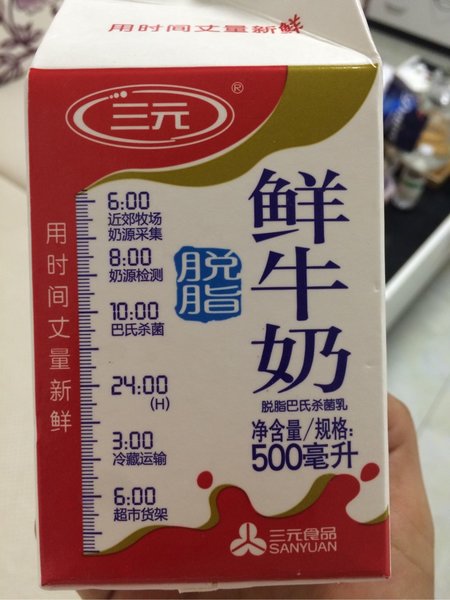 用时间丈量新鲜
三元®
用时间丈量新鲜
6:00
近郊牧场
奶源采集
8:00
奶源检测
10:00
巴氏杀菌
24:00
(H)
3:00
冷藏运输
6:00
超市货架
脱脂
鲜牛奶
脱脂巴氏杀菌乳
净含量/规格:
500毫升
三元食品
SANYUAN